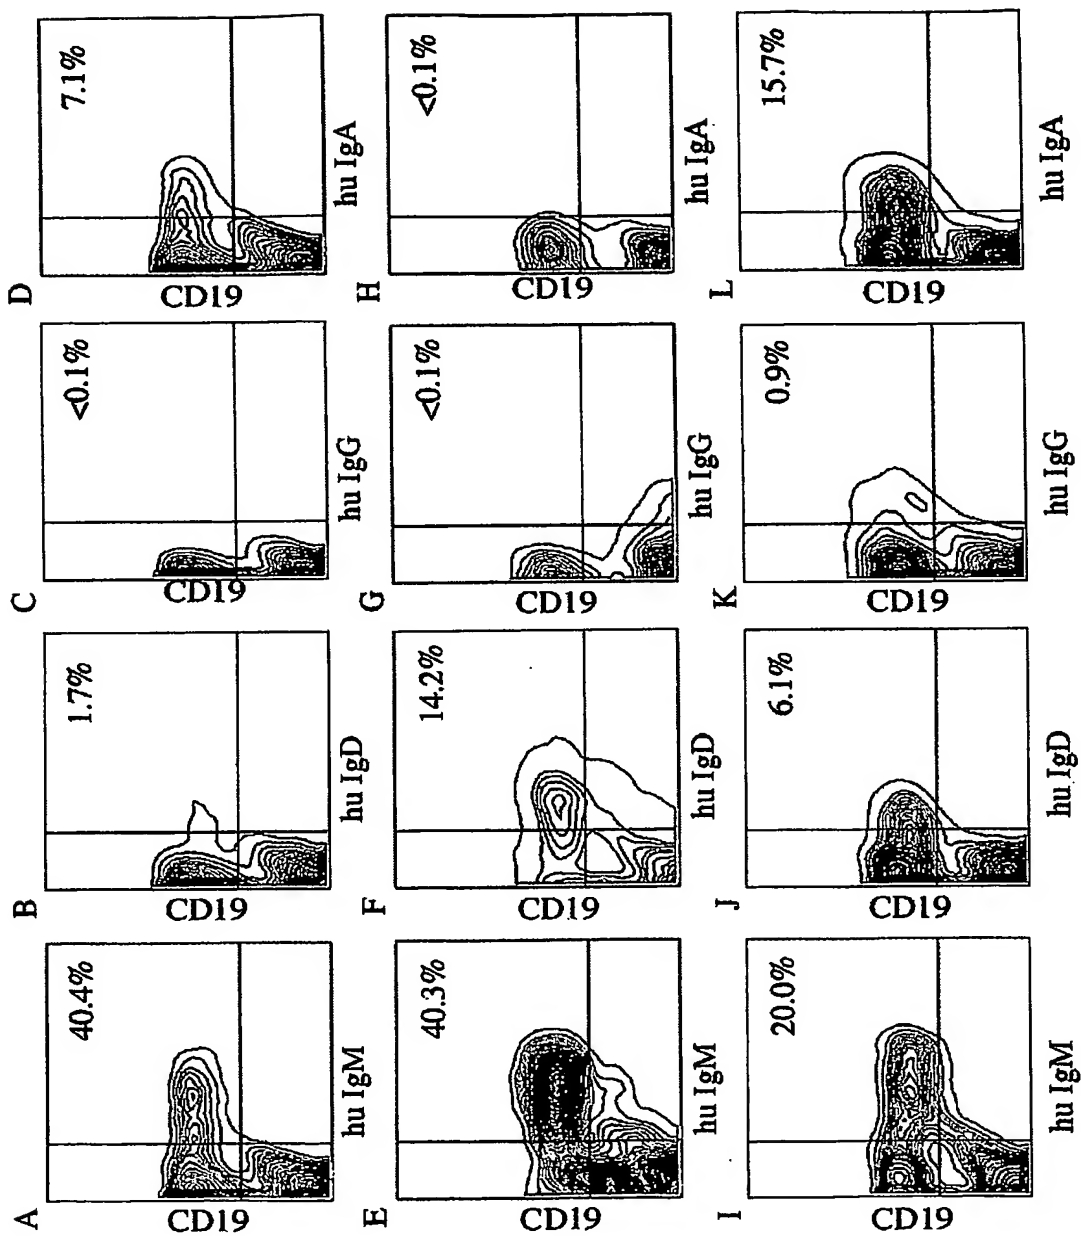 A
40.4%
CD19
hu IgM
B
1.7%
CD19
hu IgD
C
<0.1%
CD19
hu IgG
D
7.1%
CD19
hu IgA
E
40.3%
CD19
hu IgM
F
14.2%
CD19
hu IgD
G
<0.1%
CD19
hu IgG
H
<0.1%
CD19
hu IgA
I
20.0%
CD19
hu IgM
J
6.1%
CD19
hu IgD
K
0.9%
CD19
hu IgG
L
15.7%
CD19
hu IgA